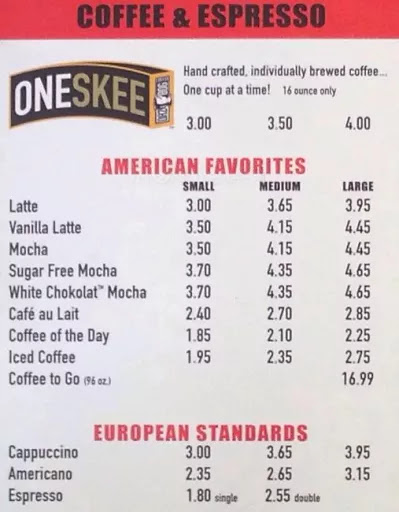 COFFEE & ESPRESSO
ONESKEE
Hand crafted, individually brewed coffee...
One cup at a time! 16 ounce only
3.00 3.50 4.00
AMERICAN FAVORITES
SMALL MEDIUM LARGE
Latte 3.00 3.65 3.95
Vanilla Latte 3.50 4.15 4.45
Mocha 3.50 4.15 4.45
Sugar Free Mocha 3.70 4.35 4.65
White Chokolat™ Mocha 3.70 4.35 4.65
Café au Lait 2.40 2.70 2.85
Coffee of the Day 1.85 2.10 2.25
Iced Coffee 1.95 2.35 2.75
Coffee to Go (96 oz.) 16.99
EUROPEAN STANDARDS
Cappuccino 3.00 3.65 3.95
Americano 2.35 2.65 3.15
Espresso 1.80 single 2.55 double